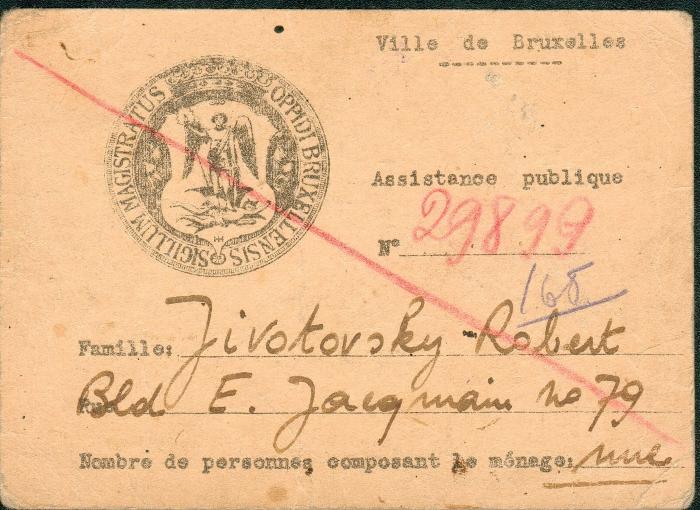 Ville de Bruxelles
SIGILLUM MAGISTRATUS OPPIDI BRUXELLENSIS
Assistance publique
N° 29899
168.
Famille: Jivotovsky Robert
Bld E. Jacqmain no 79
Nombre de personnes composant le ménage: une